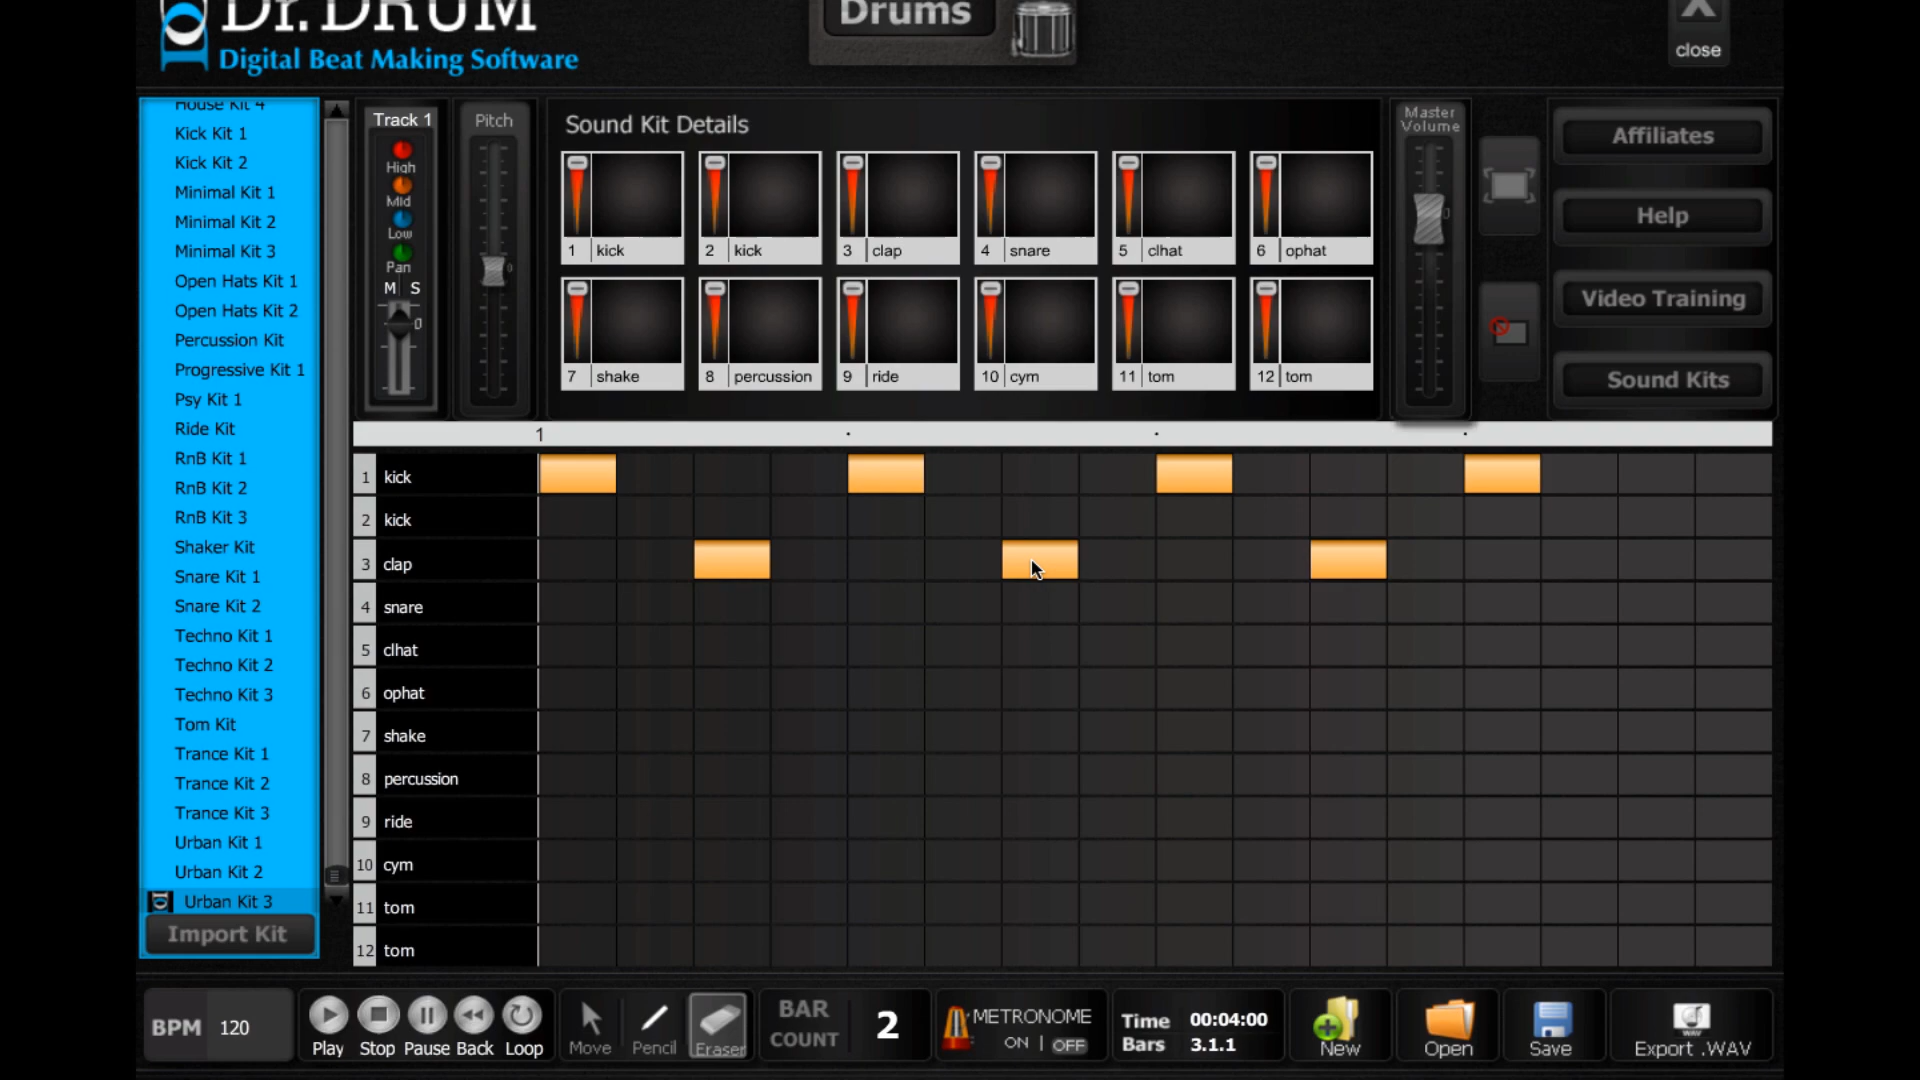 Dr. DRUM
Digital Beat Making Software
Drums
X
close
House Kit 4
Kick Kit 1
Kick Kit 2
Minimal Kit 1
Minimal Kit 2
Minimal Kit 3
Open Hats Kit 1
Open Hats Kit 2
Percussion Kit
Progressive Kit 1
Psy Kit 1
Ride Kit
RnB Kit 1
RnB Kit 2
RnB Kit 3
Shaker Kit
Snare Kit 1
Snare Kit 2
Techno Kit 1
Techno Kit 2
Techno Kit 3
Tom Kit
Trance Kit 1
Trance Kit 2
Trance Kit 3
Urban Kit 1
Urban Kit 2
Urban Kit 3
Import Kit
Track 1
High
Mid
Low
Pan
M S
0
Pitch
0
Sound Kit Details
1 kick
2 kick
3 clap
4 snare
5 clhat
6 ophat
7 shake
8 percussion
9 ride
10 cym
11 tom
12 tom
Master
Volume
0
Affiliates
Help
Video Training
Sound Kits
1
1 kick
2 kick
3 clap
4 snare
5 clhat
6 ophat
7 shake
8 percussion
9 ride
10 cym
11 tom
12 tom
BPM 120
Play Stop Pause Back Loop
Move Pencil Eraser
BAR
COUNT
2
METRONOME
ON | OFF
Time 00:04:00
Bars 3.1.1
New
Open
Save
WAV
Export .WAV